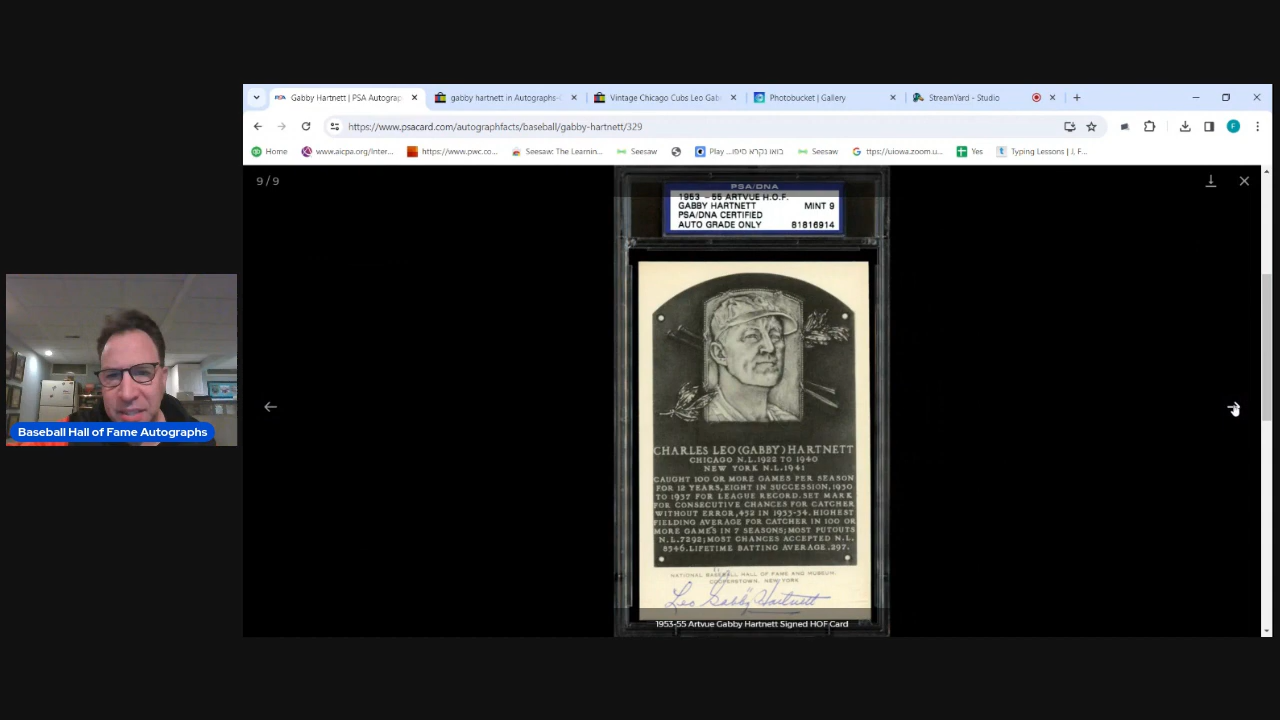 Gabby Hartnett | PSA Autograp
gabby hartnett in Autographs-
Vintage Chicago Cubs Leo Gab
Photobucket | Gallery
StreamYard - Studio
https://www.psacard.com/autographfacts/baseball/gabby-hartnett/329
Home
www.aicpa.org/Inter...
https://www.pwc.co...
Seesaw: The Learnin...
Seesaw
Play ...בואו נקרא סיפו
Seesaw
ttps://uiowa.zoom.u...
Yes
Typing Lessons | J. F...
9 / 9
PSA/DNA
1953 - 55 ARTVUE H.O.F.
GABBY HARTNETT MINT 9
PSA/DNA CERTIFIED
AUTO GRADE ONLY 81816914
CHARLES LEO (GABBY) HARTNETT
CHICAGO N.L. 1922 TO 1940
NEW YORK N.L. 1941
CAUGHT 100 OR MORE GAMES PER SEASON
FOR 12 YEARS, EIGHT IN SUCCESSION, 1930
TO 1937 FOR LEAGUE RECORD. SET MARK
FOR CONSECUTIVE CHANCES FOR CATCHER
WITHOUT ERROR, 452 IN 1933-34. HIGHEST
FIELDING AVERAGE FOR CATCHER IN 100 OR
MORE GAMES IN 7 SEASONS; MOST PUTOUTS
N.L. 7292; MOST CHANCES ACCEPTED N.L.
8546. LIFETIME BATTING AVERAGE .297.
NATIONAL BASEBALL HALL OF FAME AND MUSEUM
COOPERSTOWN, NEW YORK
Leo "Gabby" Hartnett
1953-55 Artvue Gabby Hartnett Signed HOF Card
Baseball Hall of Fame Autographs